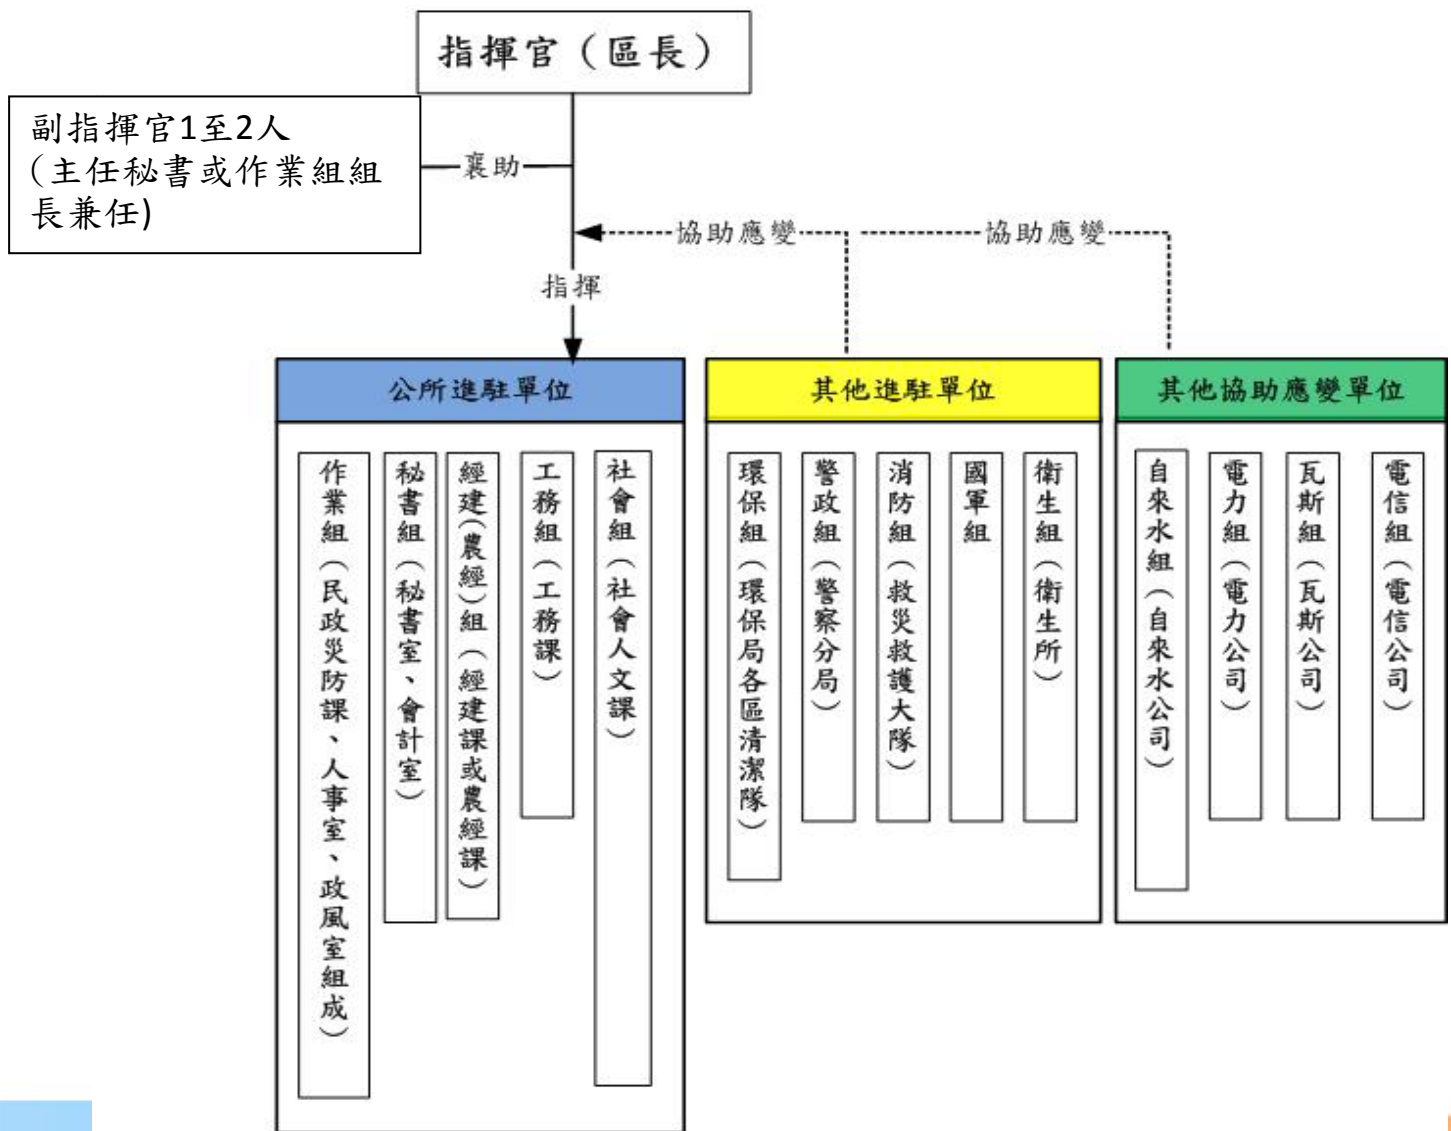 指揮官（區長）
副指揮官1至2人
（主任秘書或作業組組
長兼任)
襄助
協助應變
協助應變
指揮
公所進駐單位
作業組（民政災防課、人事室、政風室組成）
秘書組（秘書室、會計室）
經建(農經)組（經建課或農經課）
工務組（工務課）
社會組（社會人文課）
其他進駐單位
環保組（環保局各區清潔隊）
警政組（警察分局）
消防組（救災救護大隊）
國軍組
衛生組（衛生所）
其他協助應變單位
自來水組（自來水公司）
電力組（電力公司）
瓦斯組（瓦斯公司）
電信組（電信公司）